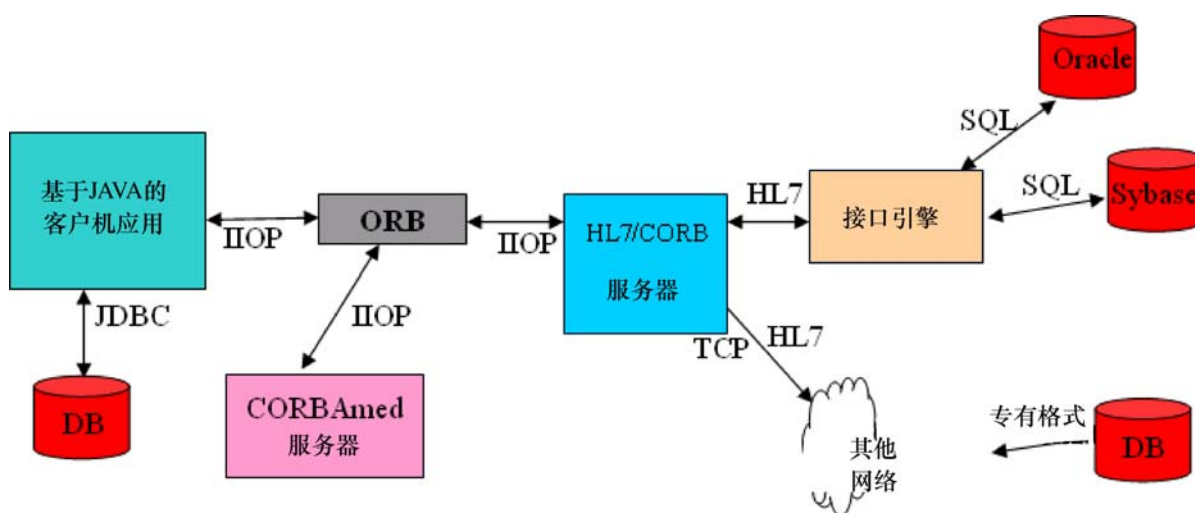 Oracle
SQL
基于JAVA的
客户机应用
IIOP
ORB
IIOP
HL7/CORB
服务器
HL7
接口引擎
SQL
Sybase
JDBC
IIOP
TCP
HL7
DB
CORBAmed
服务器
其他
网络
专有格式
DB